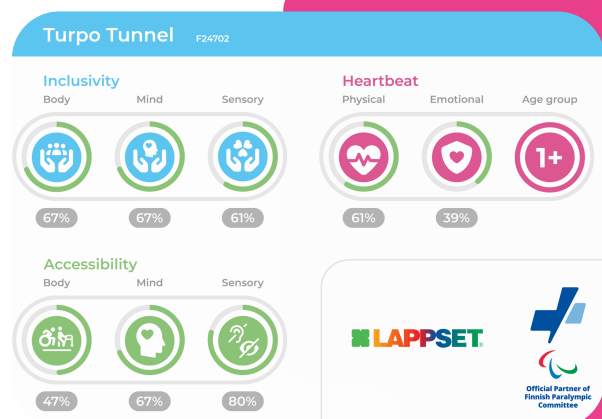 Turpo Tunnel F24702
Inclusivity
Body Mind Sensory
67% 67% 61%
Heartbeat
Physical Emotional Age group
1+
61% 39%
Accessibility
Body Mind Sensory
47% 67% 80%
LAPPSET
Official Partner of
Finnish Paralympic
Committee